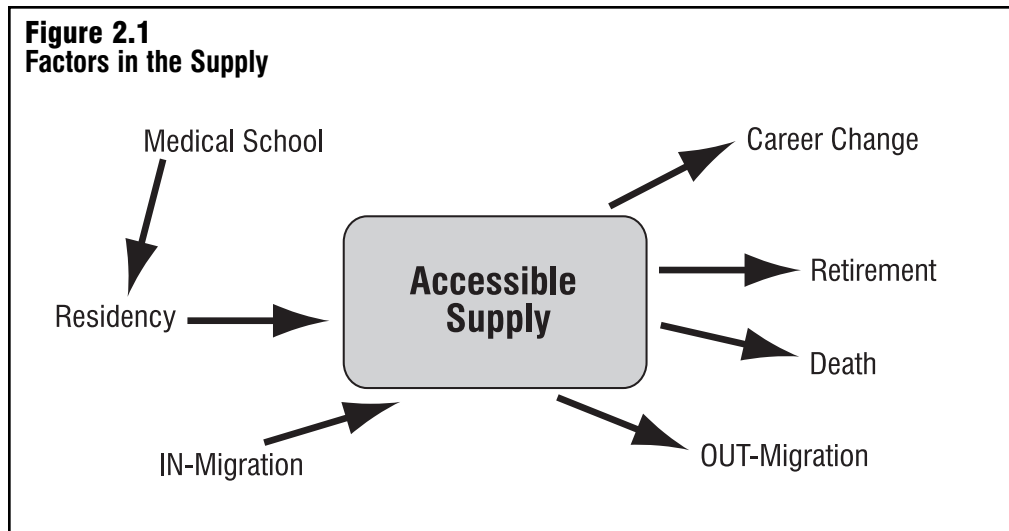 Figure 2.1
Factors in the Supply
Medical School
Career Change
Accessible
Supply
Retirement
Residency
Death
IN-Migration
OUT-Migration